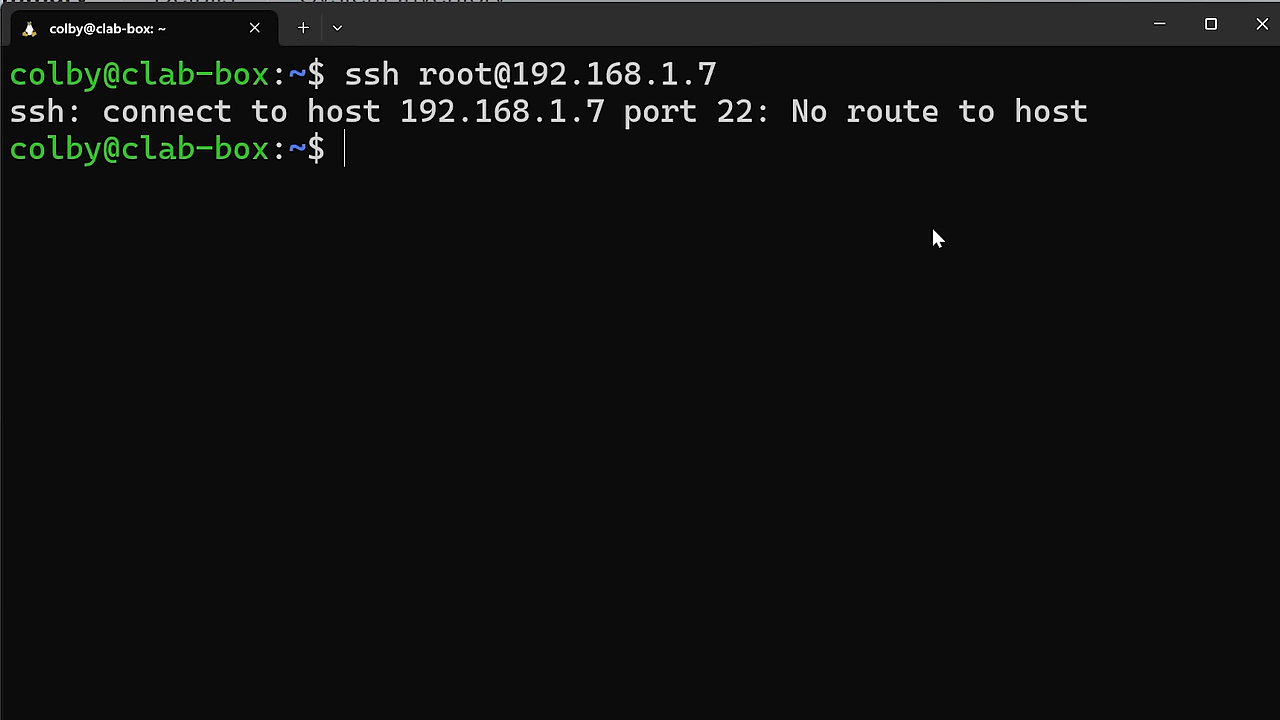 colby@clab-box: ~
colby@clab-box:~$ ssh root@192.168.1.7
ssh: connect to host 192.168.1.7 port 22: No route to host
colby@clab-box:~$